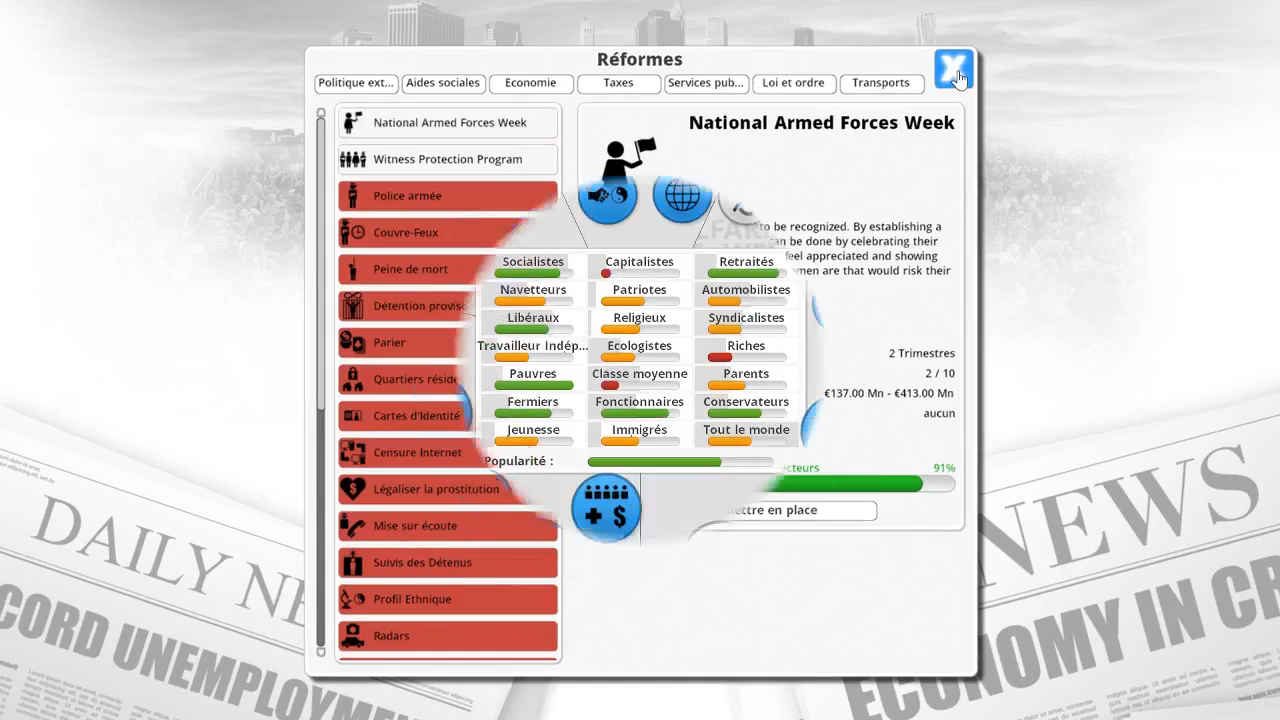 Réformes
X
Politique ext... Aides sociales Economie Taxes Services pub... Loi et ordre Transports
National Armed Forces Week
Witness Protection Program
Police armée
Couvre-Feux
Peine de mort
Détention proviso
Parier
Quartiers réside
Cartes d'Identité
Censure Internet
Légaliser la prostitution
Mise sur écoute
Suivis des Détenus
Profil Ethnique
Radars
National Armed Forces Week
to be recognized. By establishing a
an be done by celebrating their
feel appreciated and showing
omen are that would risk their
2 Trimestres
2 / 10
€137.00 Mn - €413.00 Mn
aucun
ecteurs 91%
ettre en place
Socialistes Capitalistes Retraités
Navetteurs Patriotes Automobilistes
Libéraux Religieux Syndicalistes
Travailleur Indép... Ecologistes Riches
Pauvres Classe moyenne Parents
Fermiers Fonctionnaires Conservateurs
Jeunesse Immigrés Tout le monde
Popularité :
DAILY NE
CORD UNEMPLOYME
NEWS
ECONOMY IN CR